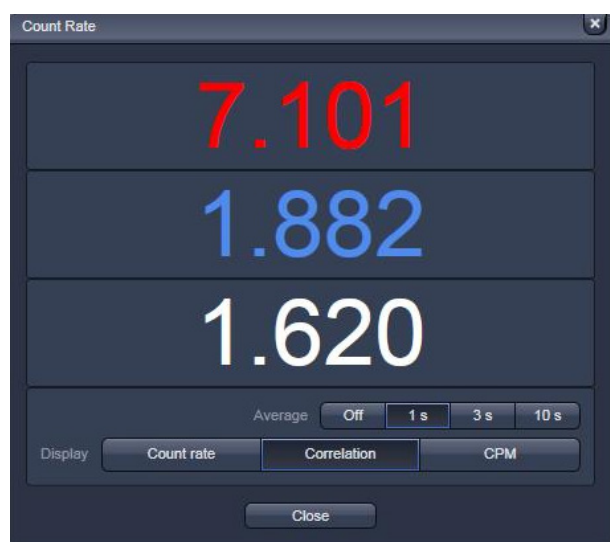 Count Rate
7.101
1.882
1.620
Average Off 1 s 3 s 10 s
Display Count rate Correlation CPM
Close